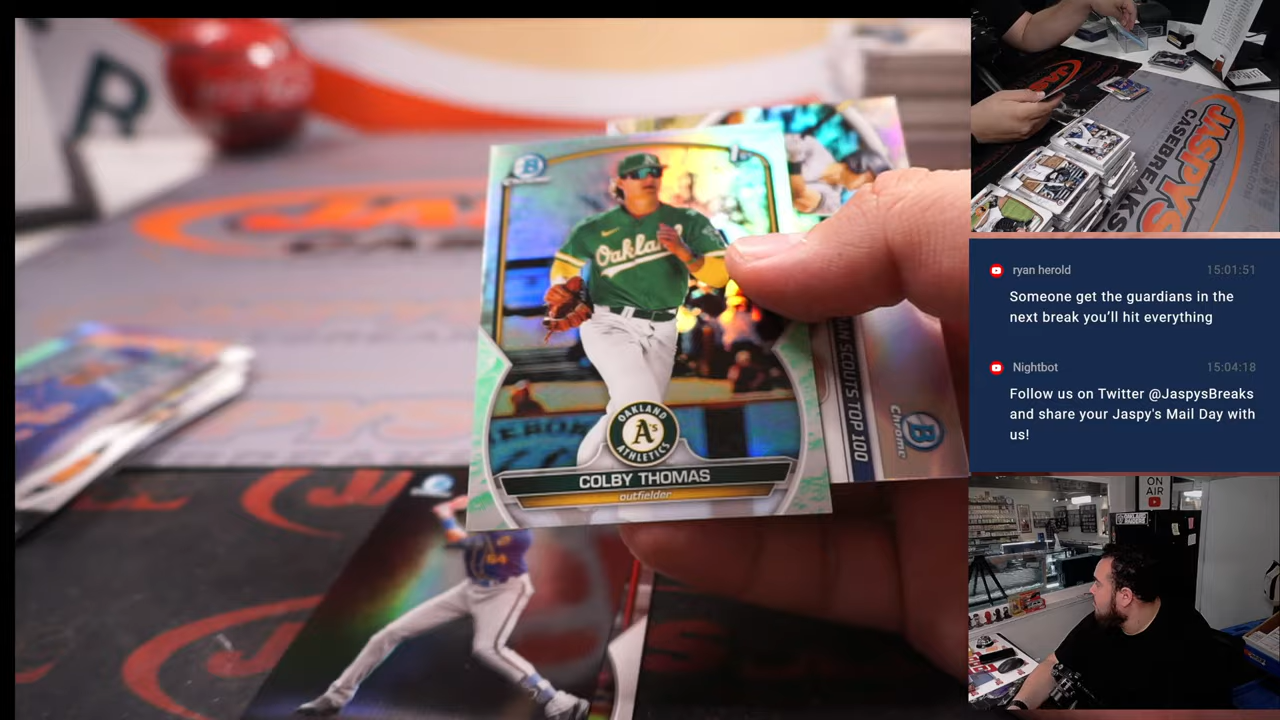 R
B
1st
Oakland
OAKLAND
A's
ATHLETICS
COLBY THOMAS
outfielder
SCOUTS TOP 100
B
Chrome
JASPYS
CASEBREAKS
ryan herold
15:01:51
Someone get the guardians in the
next break you'll hit everything
Nightbot
15:04:18
Follow us on Twitter @JaspysBreaks
and share your Jaspy's Mail Day with
us!
ON
AIR